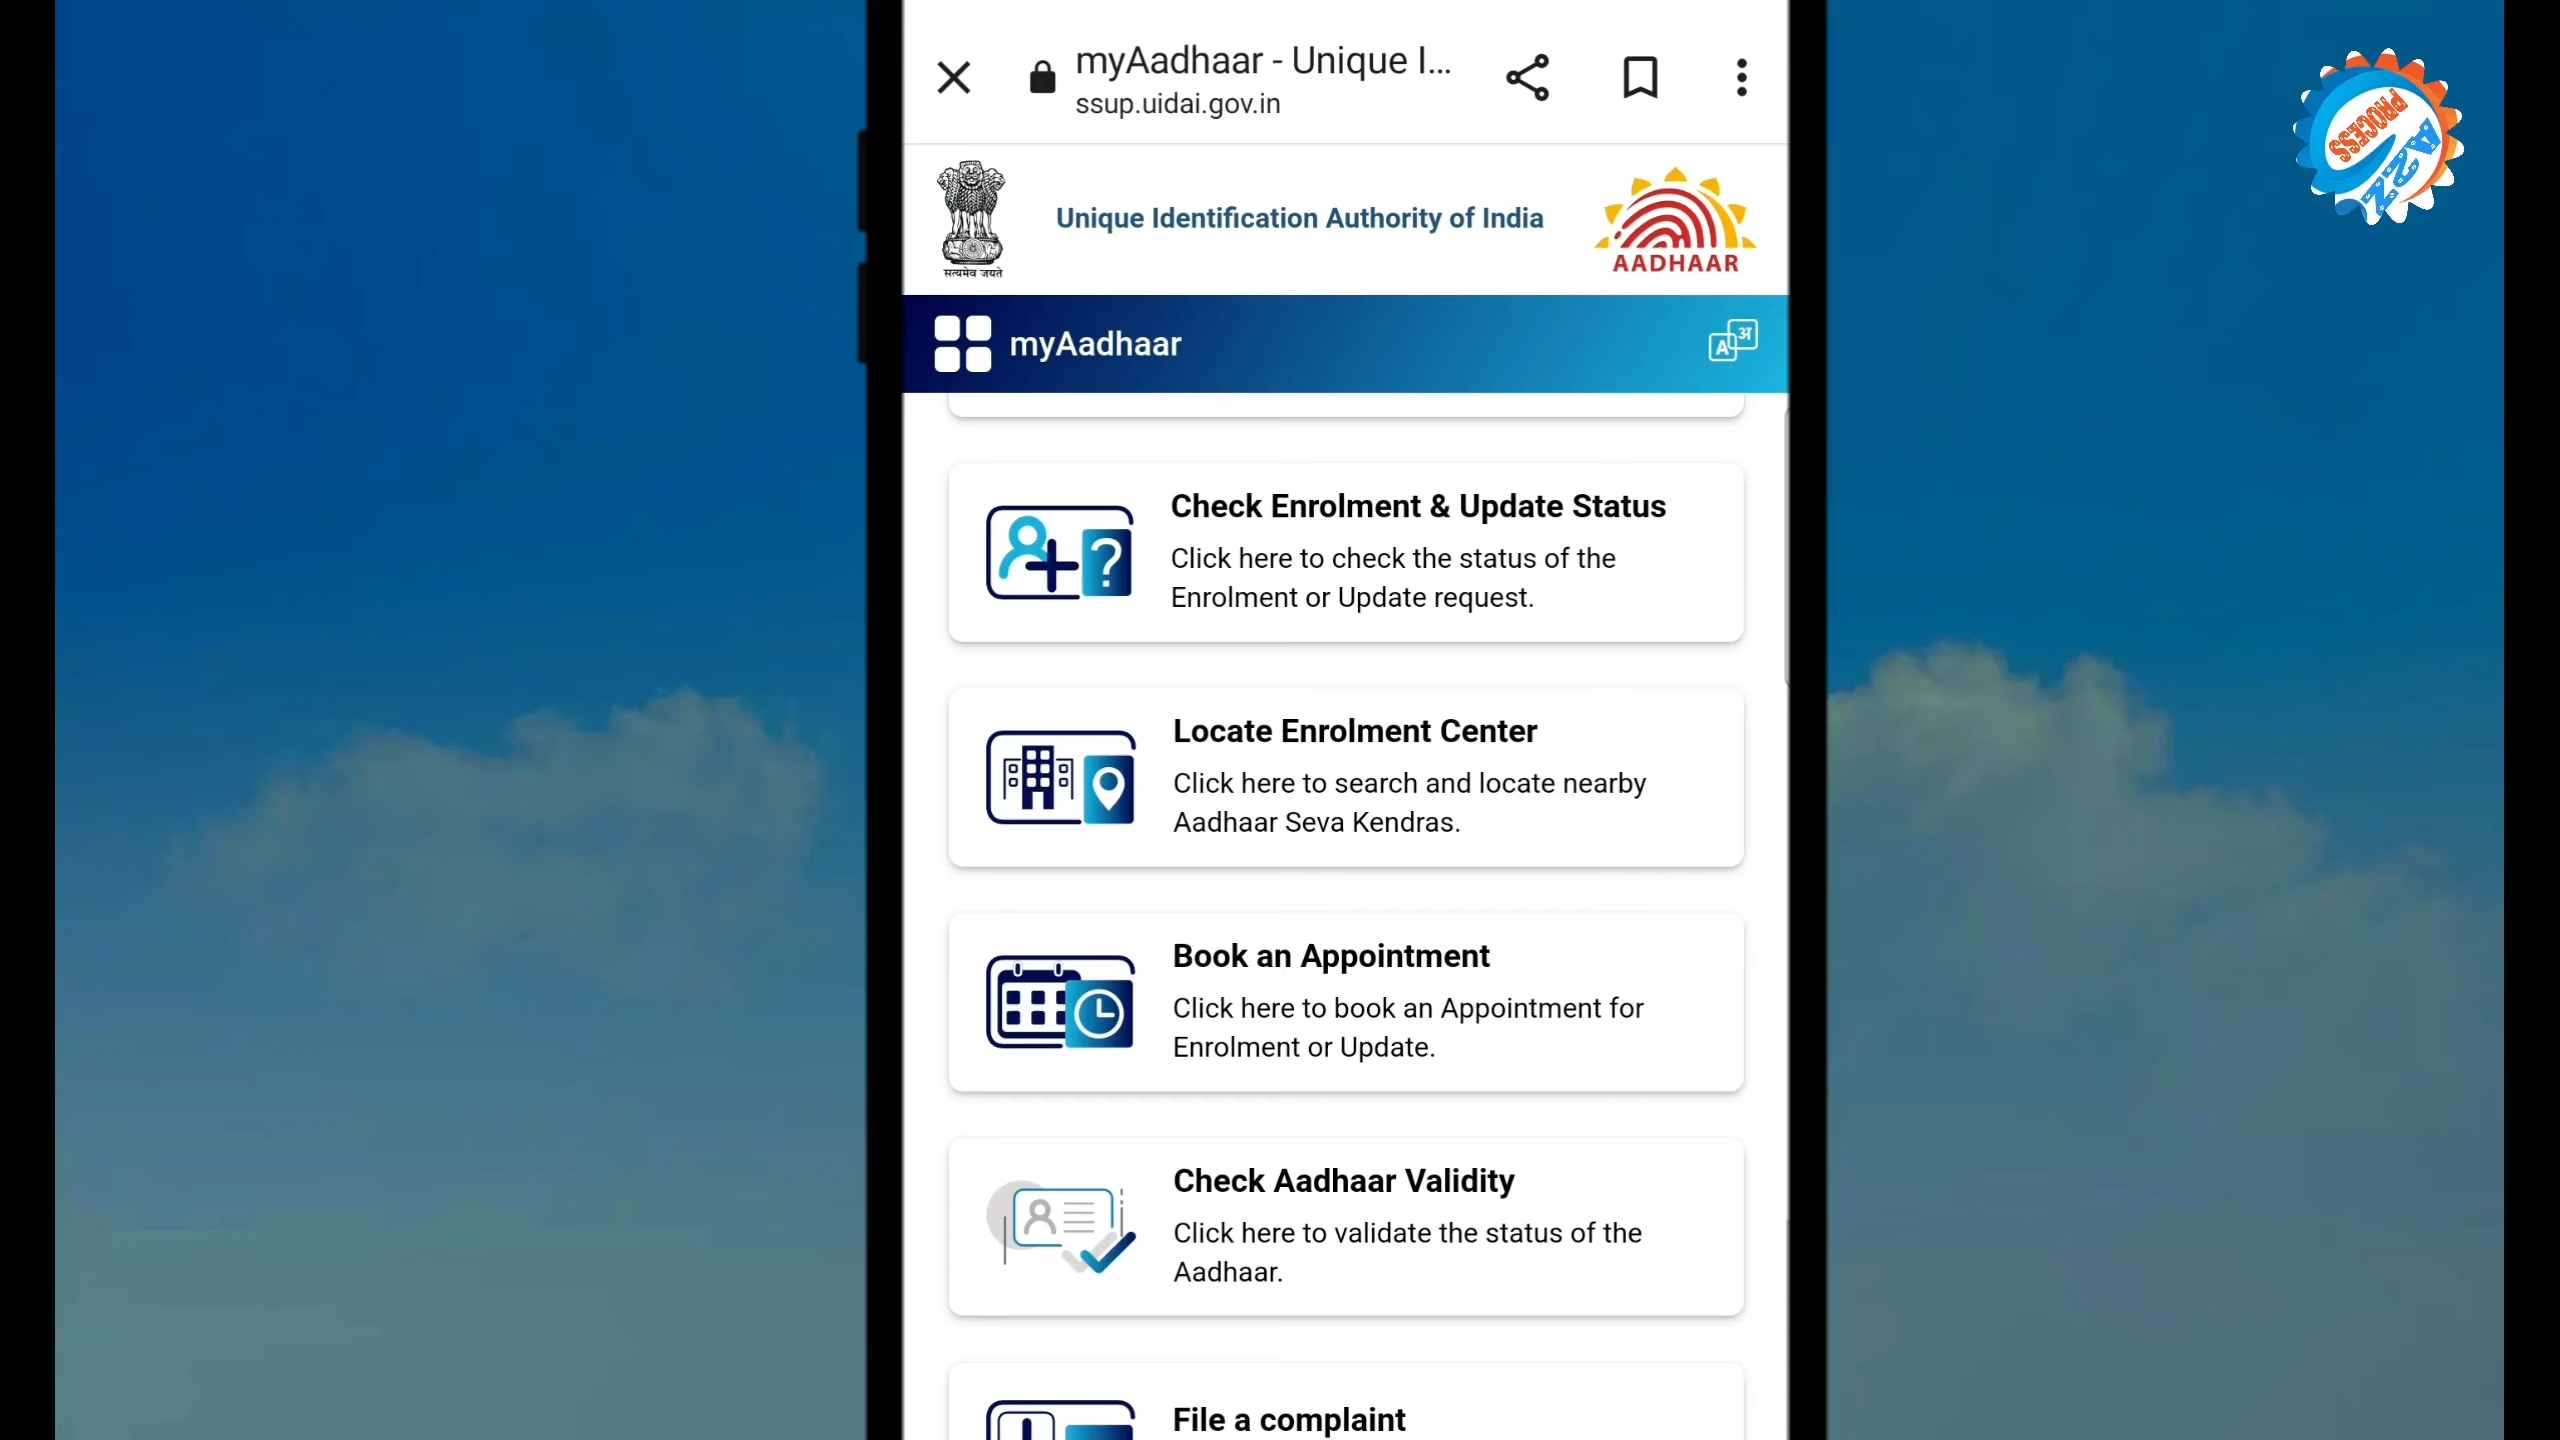 myAadhaar - Unique I...
ssup.uidai.gov.in
सत्यमेव जयते
Unique Identification Authority of India
AADHAAR
PROCESS
A2Z
myAadhaar
A अ
Check Enrolment & Update Status
Click here to check the status of the
Enrolment or Update request.
Locate Enrolment Center
Click here to search and locate nearby
Aadhaar Seva Kendras.
Book an Appointment
Click here to book an Appointment for
Enrolment or Update.
Check Aadhaar Validity
Click here to validate the status of the
Aadhaar.
File a complaint